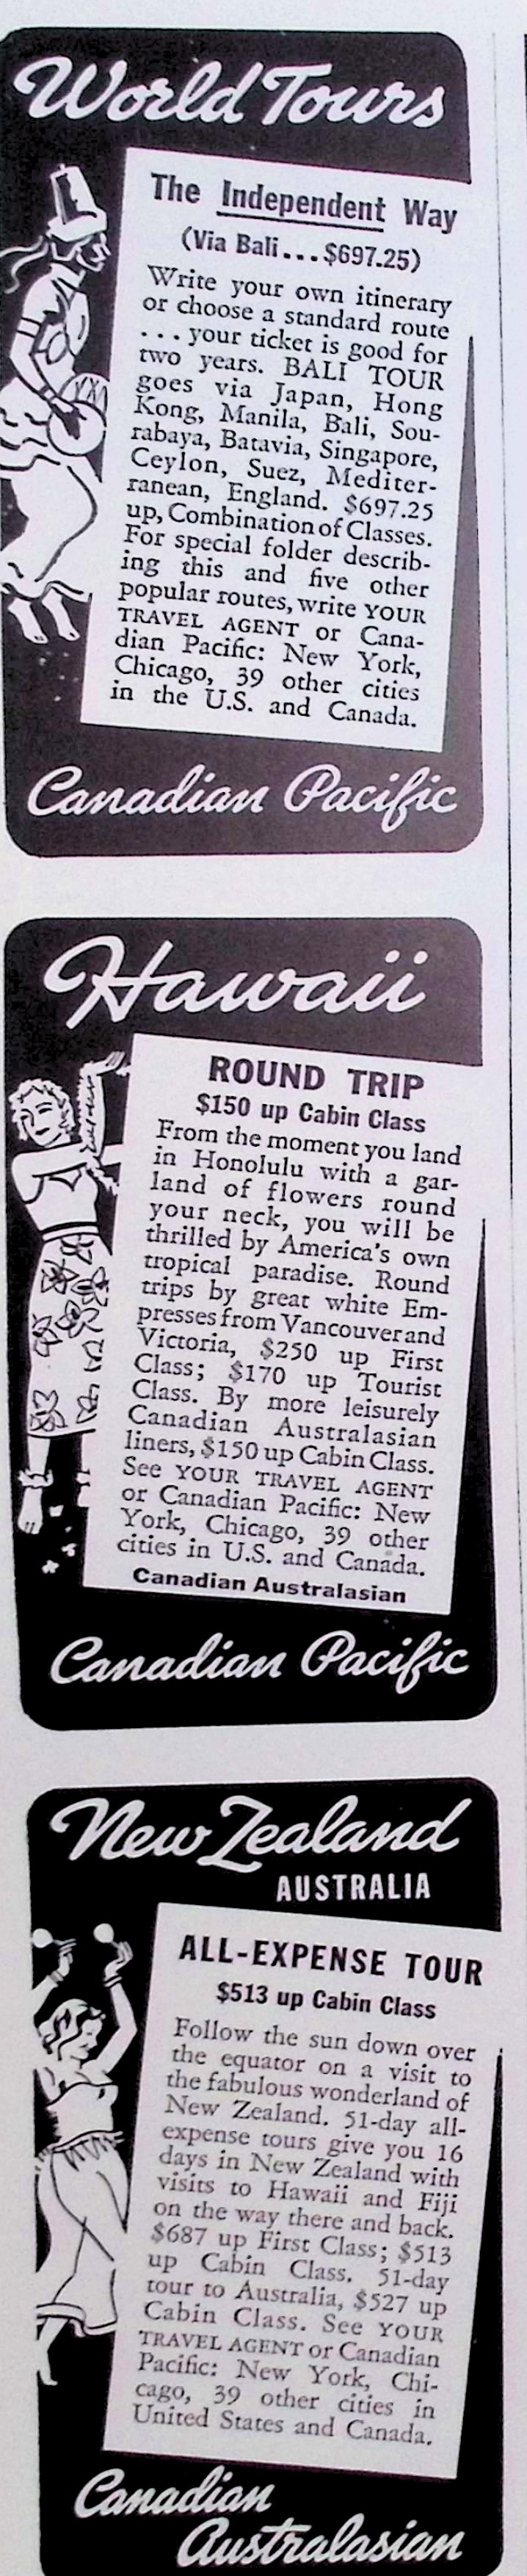 World Tours
The Independent Way
(Via Bali...$697.25)
Write your own itinerary
or choose a standard route
... your ticket is good for
two years. BALI TOUR
goes via Japan, Hong
Kong, Manila, Bali, Sou-
rabaya, Batavia, Singapore,
Ceylon, Suez, Mediter-
ranean, England. $697.25
up, Combination of Classes.
For special folder describ-
ing this and five other
popular routes, write YOUR
TRAVEL AGENT or Cana-
dian Pacific: New York,
Chicago, 39 other cities
in the U.S. and Canada.
Canadian Pacific
Hawaii
ROUND TRIP
$150 up Cabin Class
From the moment you land
in Honolulu with a gar-
land of flowers round
your neck, you will be
thrilled by America's own
tropical paradise. Round
trips by great white Em-
presses from Vancouver and
Victoria, $250 up First
Class; $170 up Tourist
Class. By more leisurely
Canadian Australasian
liners, $150 up Cabin Class.
See YOUR TRAVEL AGENT
or Canadian Pacific: New
York, Chicago, 39 other
cities in U.S. and Canada.
Canadian Australasian
Canadian Pacific
New Zealand
AUSTRALIA
ALL-EXPENSE TOUR
$513 up Cabin Class
Follow the sun down over
the equator on a visit to
the fabulous wonderland of
New Zealand. 51-day all-
expense tours give you 16
days in New Zealand with
visits to Hawaii and Fiji
on the way there and back.
$687 up First Class; $513
up Cabin Class. 51-day
tour to Australia, $527 up
Cabin Class. See YOUR
TRAVEL AGENT or Canadian
Pacific: New York, Chi-
cago, 39 other cities in
United States and Canada.
Canadian
Australasian